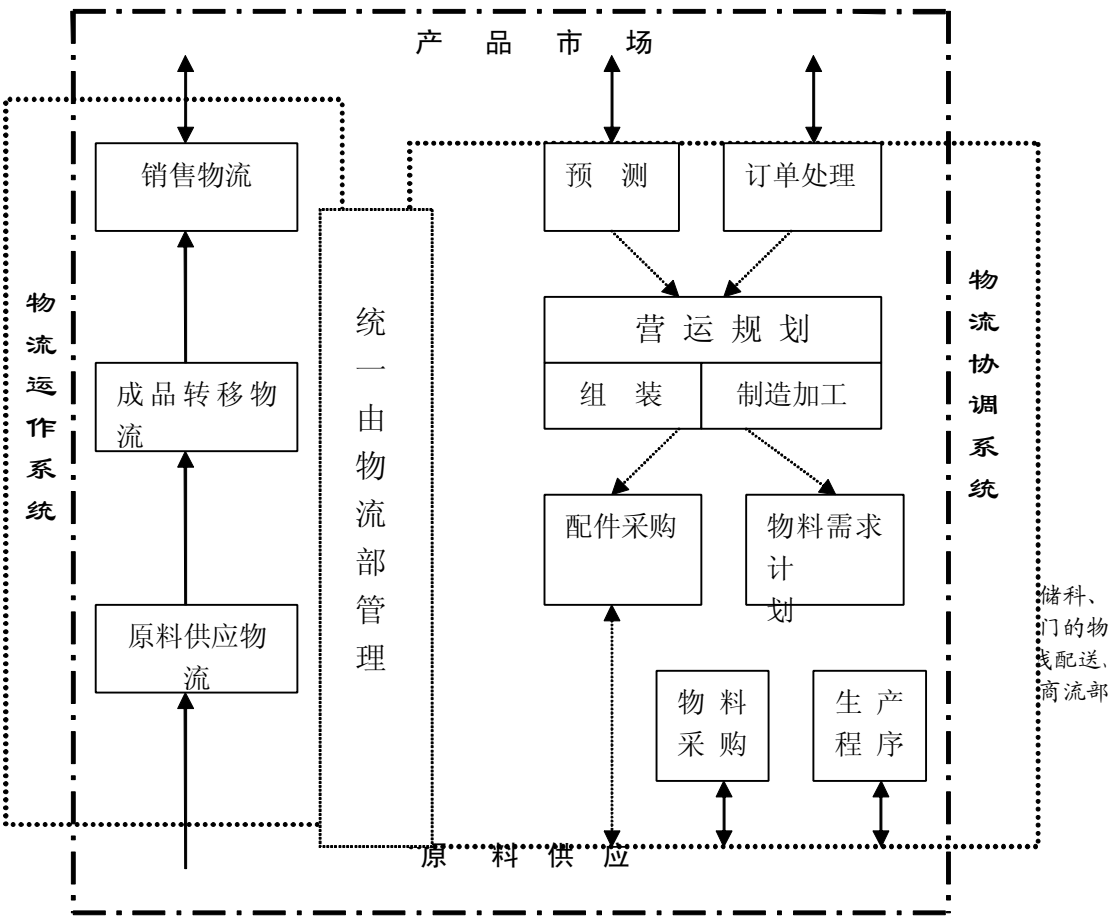 产 品 市 场
销售物流
成品转移物
流
原料供应物
流
物流运作系统
统一由物流部管理
预 测
订单处理
营 运 规 划
组 装
制造加工
配件采购
物料需求
计
划
物 料
采 购
生 产
程 序
物流协调系统
储科、
门的物
配送,
商流部
原 料 供 应